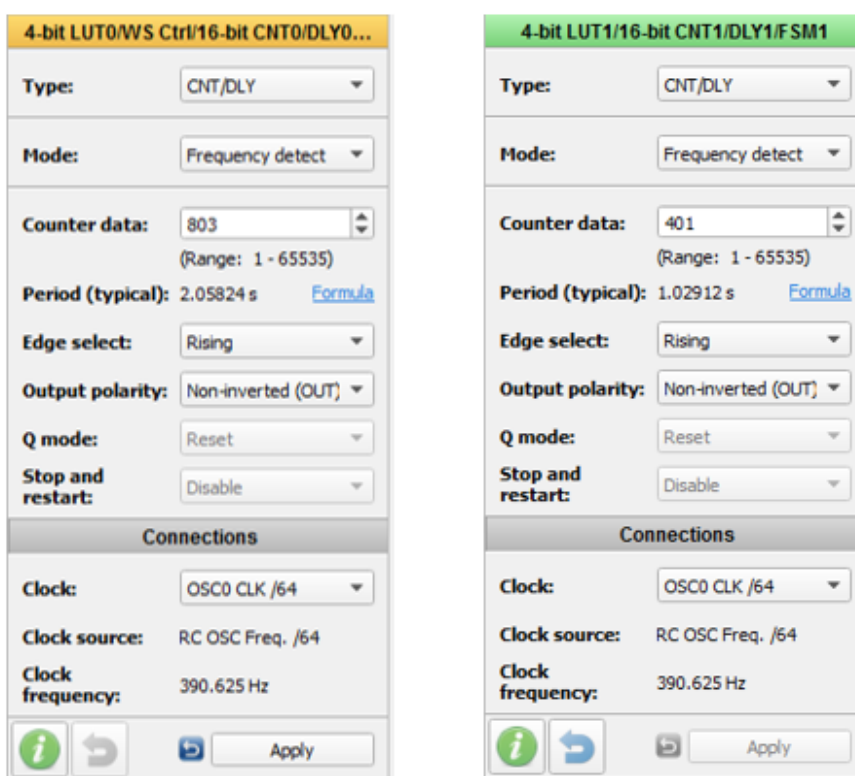 4-bit LUT0/WS Ctrl/16-bit CNT0/DLY0...
Type: CNT/DLY
Mode: Frequency detect
Counter data: 803
(Range: 1 - 65535)
Period (typical): 2.05824 s Formula
Edge select: Rising
Output polarity: Non-inverted (OUT)
Q mode: Reset
Stop and
restart: Disable
Connections
Clock: OSC0 CLK /64
Clock source: RC OSC Freq. /64
Clock
frequency: 390.625 Hz
Apply
4-bit LUT1/16-bit CNT1/DLY1/FSM1
Type: CNT/DLY
Mode: Frequency detect
Counter data: 401
(Range: 1 - 65535)
Period (typical): 1.02912 s Formula
Edge select: Rising
Output polarity: Non-inverted (OUT)
Q mode: Reset
Stop and
restart: Disable
Connections
Clock: OSC0 CLK /64
Clock source: RC OSC Freq. /64
Clock
frequency: 390.625 Hz
Apply